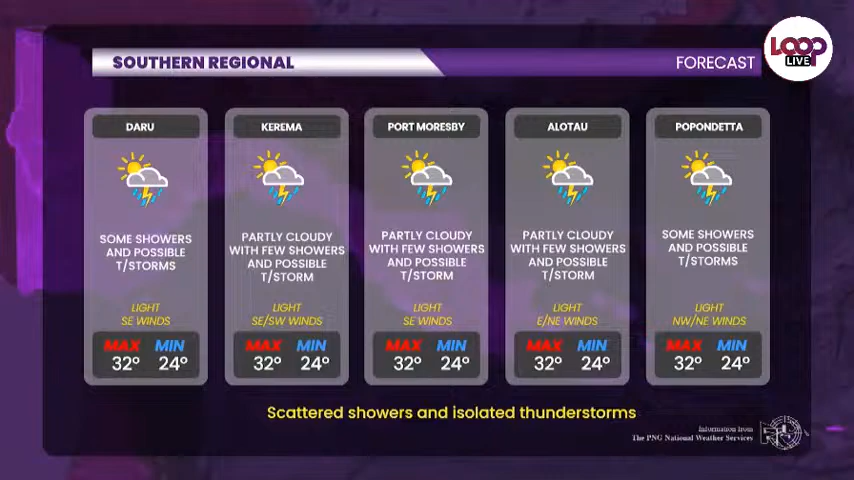 LOOP
LIVE
SOUTHERN REGIONAL
FORECAST
DARU
SOME SHOWERS
AND POSSIBLE
T/STORMS
LIGHT
SE WINDS
MAX MIN
32° 24°
KEREMA
PARTLY CLOUDY
WITH FEW SHOWERS
AND POSSIBLE
T/STORM
LIGHT
SE/SW WINDS
MAX MIN
32° 24°
PORT MORESBY
PARTLY CLOUDY
WITH FEW SHOWERS
AND POSSIBLE
T/STORM
LIGHT
SE WINDS
MAX MIN
32° 24°
ALOTAU
PARTLY CLOUDY
WITH FEW SHOWERS
AND POSSIBLE
T/STORM
LIGHT
E/NE WINDS
MAX MIN
32° 24°
POPONDETTA
SOME SHOWERS
AND POSSIBLE
T/STORMS
LIGHT
NW/NE WINDS
MAX MIN
32° 24°
Scattered showers and isolated thunderstorms
Information from
The PNG National Weather Services